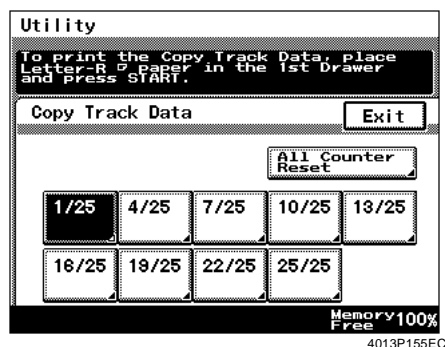 Utility
To print the Copy Track Data, place
Letter-R paper in the 1st Drawer
and press START.
Copy Track Data
Exit
All Counter
Reset
1/25 4/25 7/25 10/25 13/25
16/25 19/25 22/25 25/25
Memory 100%
Free
4013P155EC